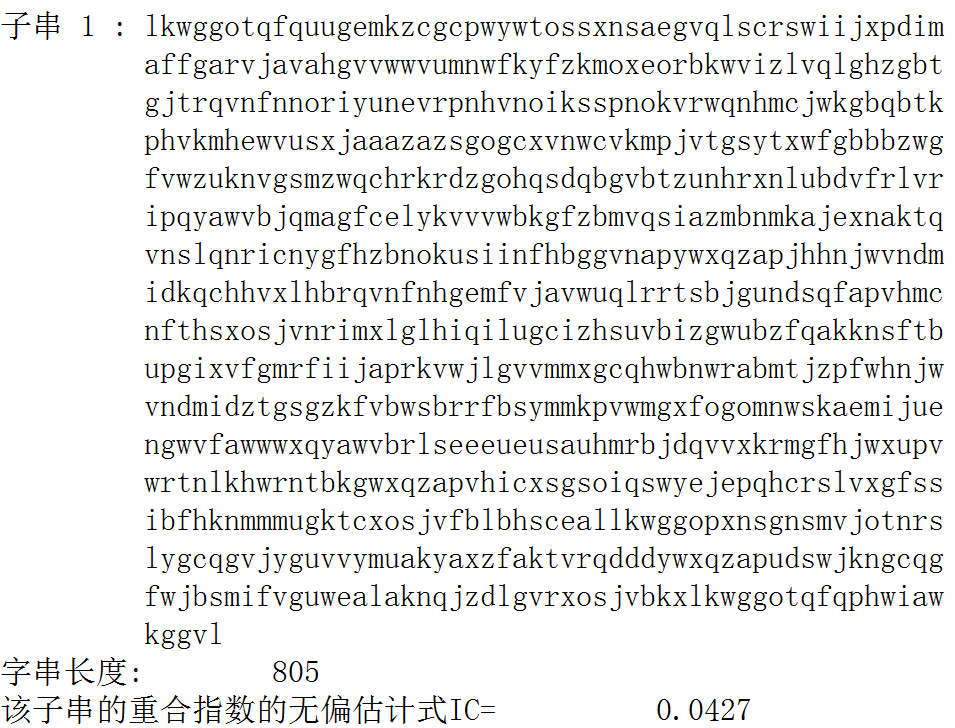 子串 1 : lkwggotqfquugemkzcgcpwywtossxnsaegvqlscrswiijxpdim
affgarvjavahgvvwwvumnwfkyfzkmoxeorbkwvizlvqlghzgbt
gjtrqvnfnnoriyunevrpnhvnoiksspnokvrwqnhmcjwkgbqbtk
phvkmhewvusxjaaazazsgogcxvnwcvkmpjvtgsytxwfgbbbzwg
fvwzuknvgsmzwqchrkrdzgohqsdqbgvbtzunhrxnlubdvfrlvr
ipqyawvbjqmagfcelykvvvwbkgfzbmvqsiazmbnmkajexnaktq
vnslqnricnygfhzbnokusiinfhbggvnapywxqzapjhhnjwvndm
idkqchhvxlhbrqvnfnhgemfvjavwuqlrrtsbjgundsqfapvhmc
nfthsxosjvnrimxlglhiqilugcizhsuvbizgwubzfqakknsftb
upgixvfgmrfiijaprkvwjlgvvmmxgcqhwbnwrabmtjzpfwhnjw
vndmidztgsgzkfvbwsbrrfbsymmkpvwmgxfogomnwskaemijue
ngwvfawwwxqyawvbrlseeeueusauhmrbjdqvvxkrmgfhjwxupv
wrtnlkhwrntbkgwxqzapvhicxsgsoiqswyejepqhcrslvxgfss
ibfhknmmmugktcxosjvfblbhsceallkwggopxnsgnsmvjotnrs
lygcqgvjyguvvymuakyaxzfaktvrqdddywxqzapudswjkngcqg
fwjbsmifvguwealaknqjzdlgvrxosjvbkxlkwggotqfqphwiaw
kggvl
字串长度: 805
该子串的重合指数的无偏估计式IC= 0.0427